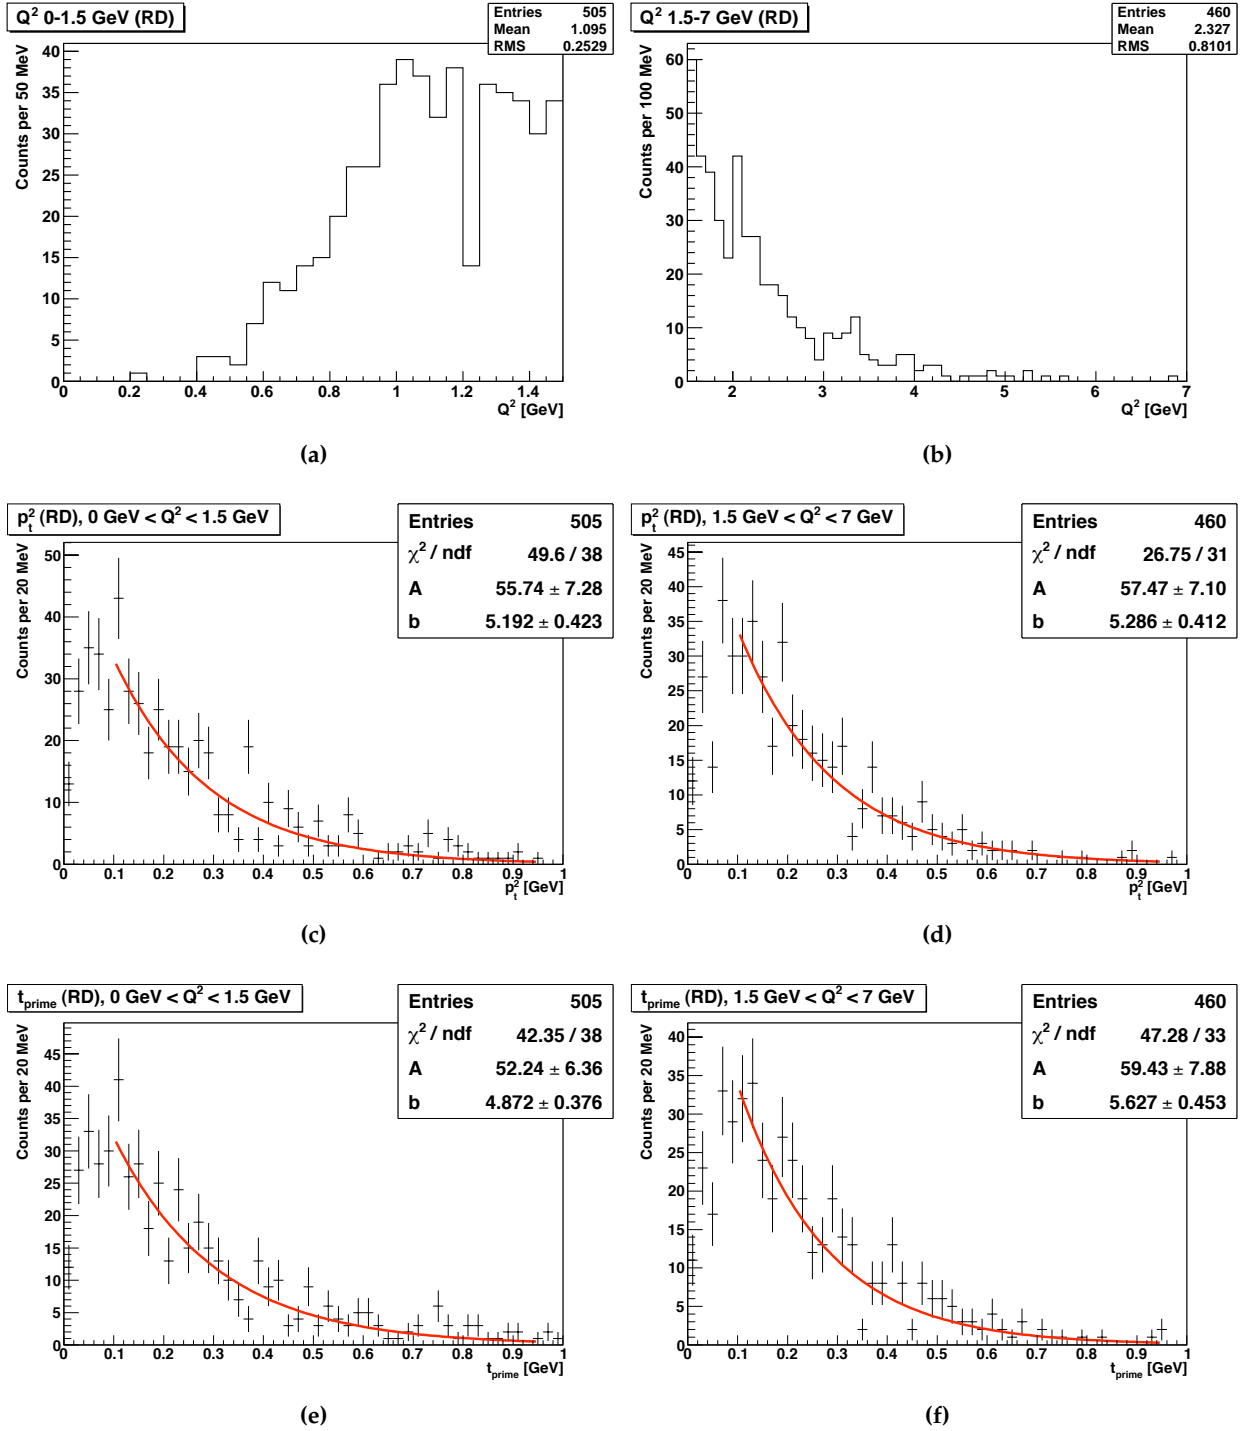 Q² 0-1.5 GeV (RD)
Entries 505
Mean 1.095
RMS 0.2529
Counts per 50 MeV
40
35
30
25
20
15
10
5
0
0 0.2 0.4 0.6 0.8 1 1.2 1.4
Q² [GeV]
(a)
Q² 1.5-7 GeV (RD)
Entries 460
Mean 2.327
RMS 0.8101
Counts per 100 MeV
60
50
40
30
20
10
0
2 3 4 5 6 7
Q² [GeV]
(b)
p_t² (RD), 0 GeV < Q² < 1.5 GeV
Entries 505
χ² / ndf 49.6 / 38
A 55.74 ± 7.28
b 5.192 ± 0.423
Counts per 20 MeV
50
40
30
20
10
0
0 0.1 0.2 0.3 0.4 0.5 0.6 0.7 0.8 0.9 1
p_t² [GeV]
(c)
p_t² (RD), 1.5 GeV < Q² < 7 GeV
Entries 460
χ² / ndf 26.75 / 31
A 57.47 ± 7.10
b 5.286 ± 0.412
Counts per 20 MeV
45
40
35
30
25
20
15
10
5
0
0 0.1 0.2 0.3 0.4 0.5 0.6 0.7 0.8 0.9 1
p_t² [GeV]
(d)
t_prime (RD), 0 GeV < Q² < 1.5 GeV
Entries 505
χ² / ndf 42.35 / 38
A 52.24 ± 6.36
b 4.872 ± 0.376
Counts per 20 MeV
45
40
35
30
25
20
15
10
5
0
0 0.1 0.2 0.3 0.4 0.5 0.6 0.7 0.8 0.9 1
t_prime [GeV]
(e)
t_prime (RD), 1.5 GeV < Q² < 7 GeV
Entries 460
χ² / ndf 47.28 / 33
A 59.43 ± 7.88
b 5.627 ± 0.453
Counts per 20 MeV
40
35
30
25
20
15
10
5
0
0 0.1 0.2 0.3 0.4 0.5 0.6 0.7 0.8 0.9 1
t_prime [GeV]
(f)